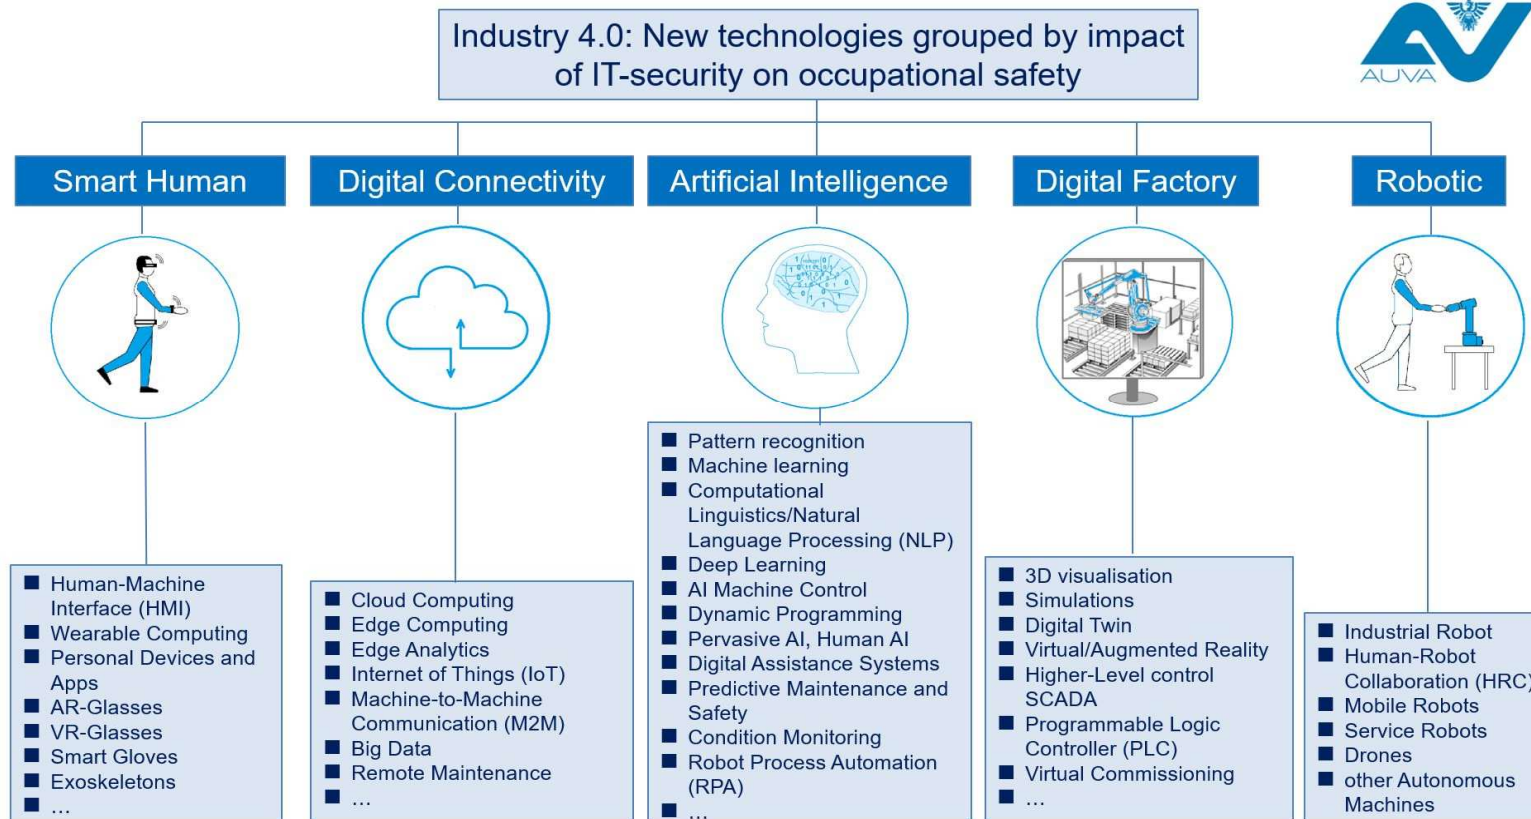 Industry 4.0: New technologies grouped by impact
of IT-security on occupational safety
AUVA
Smart Human
Digital Connectivity
Artificial Intelligence
Digital Factory
Robotic
■ Human-Machine
Interface (HMI)
■ Wearable Computing
■ Personal Devices and
Apps
■ AR-Glasses
■ VR-Glasses
■ Smart Gloves
■ Exoskeletons
■ …
■ Cloud Computing
■ Edge Computing
■ Edge Analytics
■ Internet of Things (IoT)
■ Machine-to-Machine
Communication (M2M)
■ Big Data
■ Remote Maintenance
■ …
■ Pattern recognition
■ Machine learning
■ Computational
Linguistics/Natural
Language Processing (NLP)
■ Deep Learning
■ AI Machine Control
■ Dynamic Programming
■ Pervasive AI, Human AI
■ Digital Assistance Systems
■ Predictive Maintenance and
Safety
■ Condition Monitoring
■ Robot Process Automation
(RPA)
■ …
■ 3D visualisation
■ Simulations
■ Digital Twin
■ Virtual/Augmented Reality
■ Higher-Level control
SCADA
■ Programmable Logic
Controller (PLC)
■ Virtual Commissioning
■ …
■ Industrial Robot
■ Human-Robot
Collaboration (HRC)
■ Mobile Robots
■ Service Robots
■ Drones
■ other Autonomous
Machines